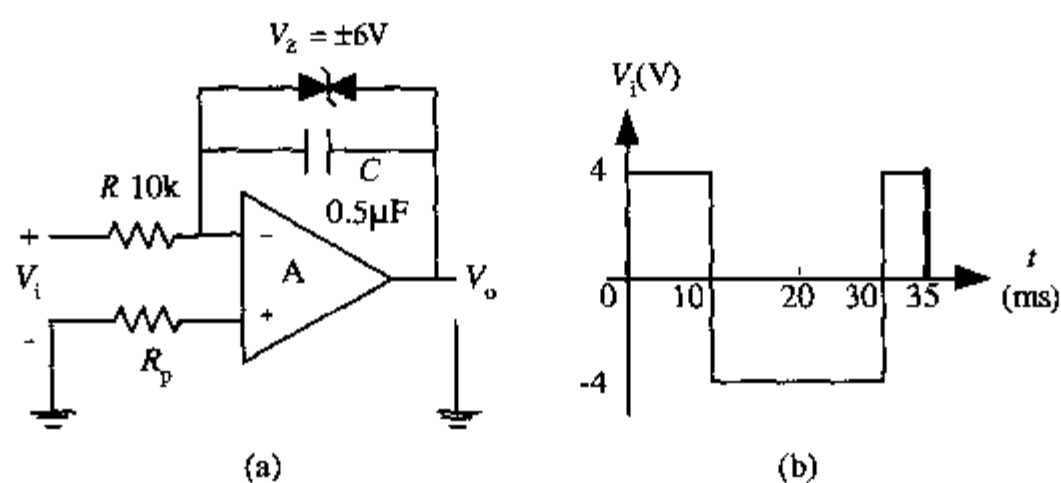 V_z = ±6V
C
R 10k
0.5μF
+
−
V_i
A
V_o
-
+
R_p
(a)
V_i(V)
4
0
10
20
30
35
t
(ms)
-4
(b)